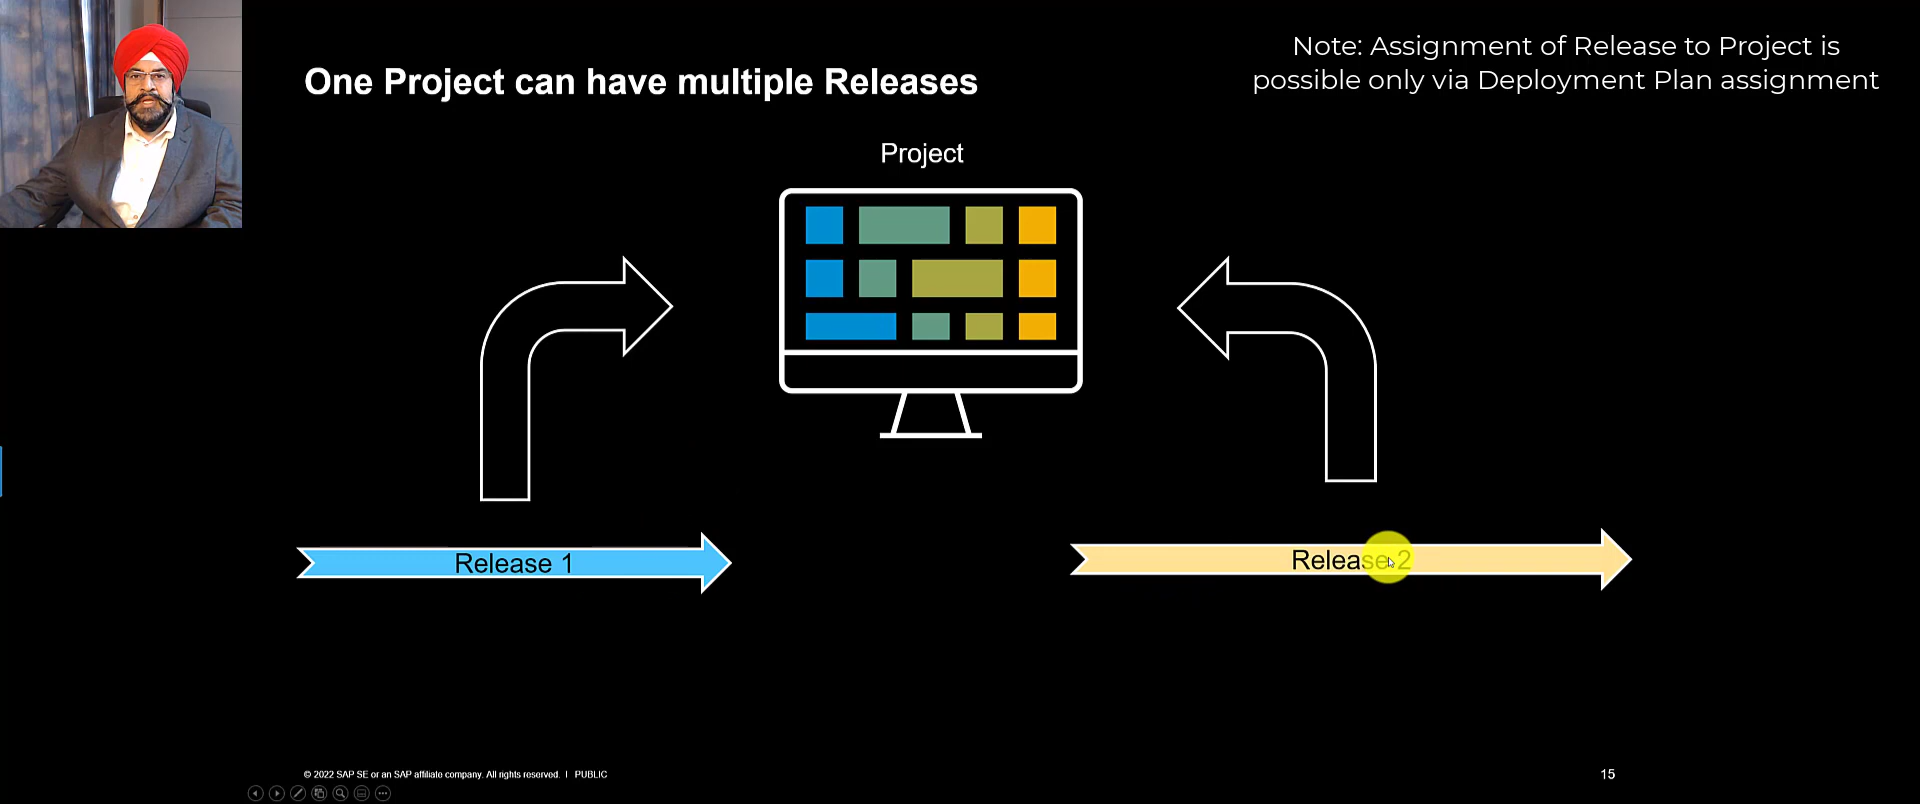 Note: Assignment of Release to Project is
possible only via Deployment Plan assignment
One Project can have multiple Releases
Project
Release 1
Release 2
© 2022 SAP SE or an SAP affiliate company. All rights reserved. | PUBLIC
15